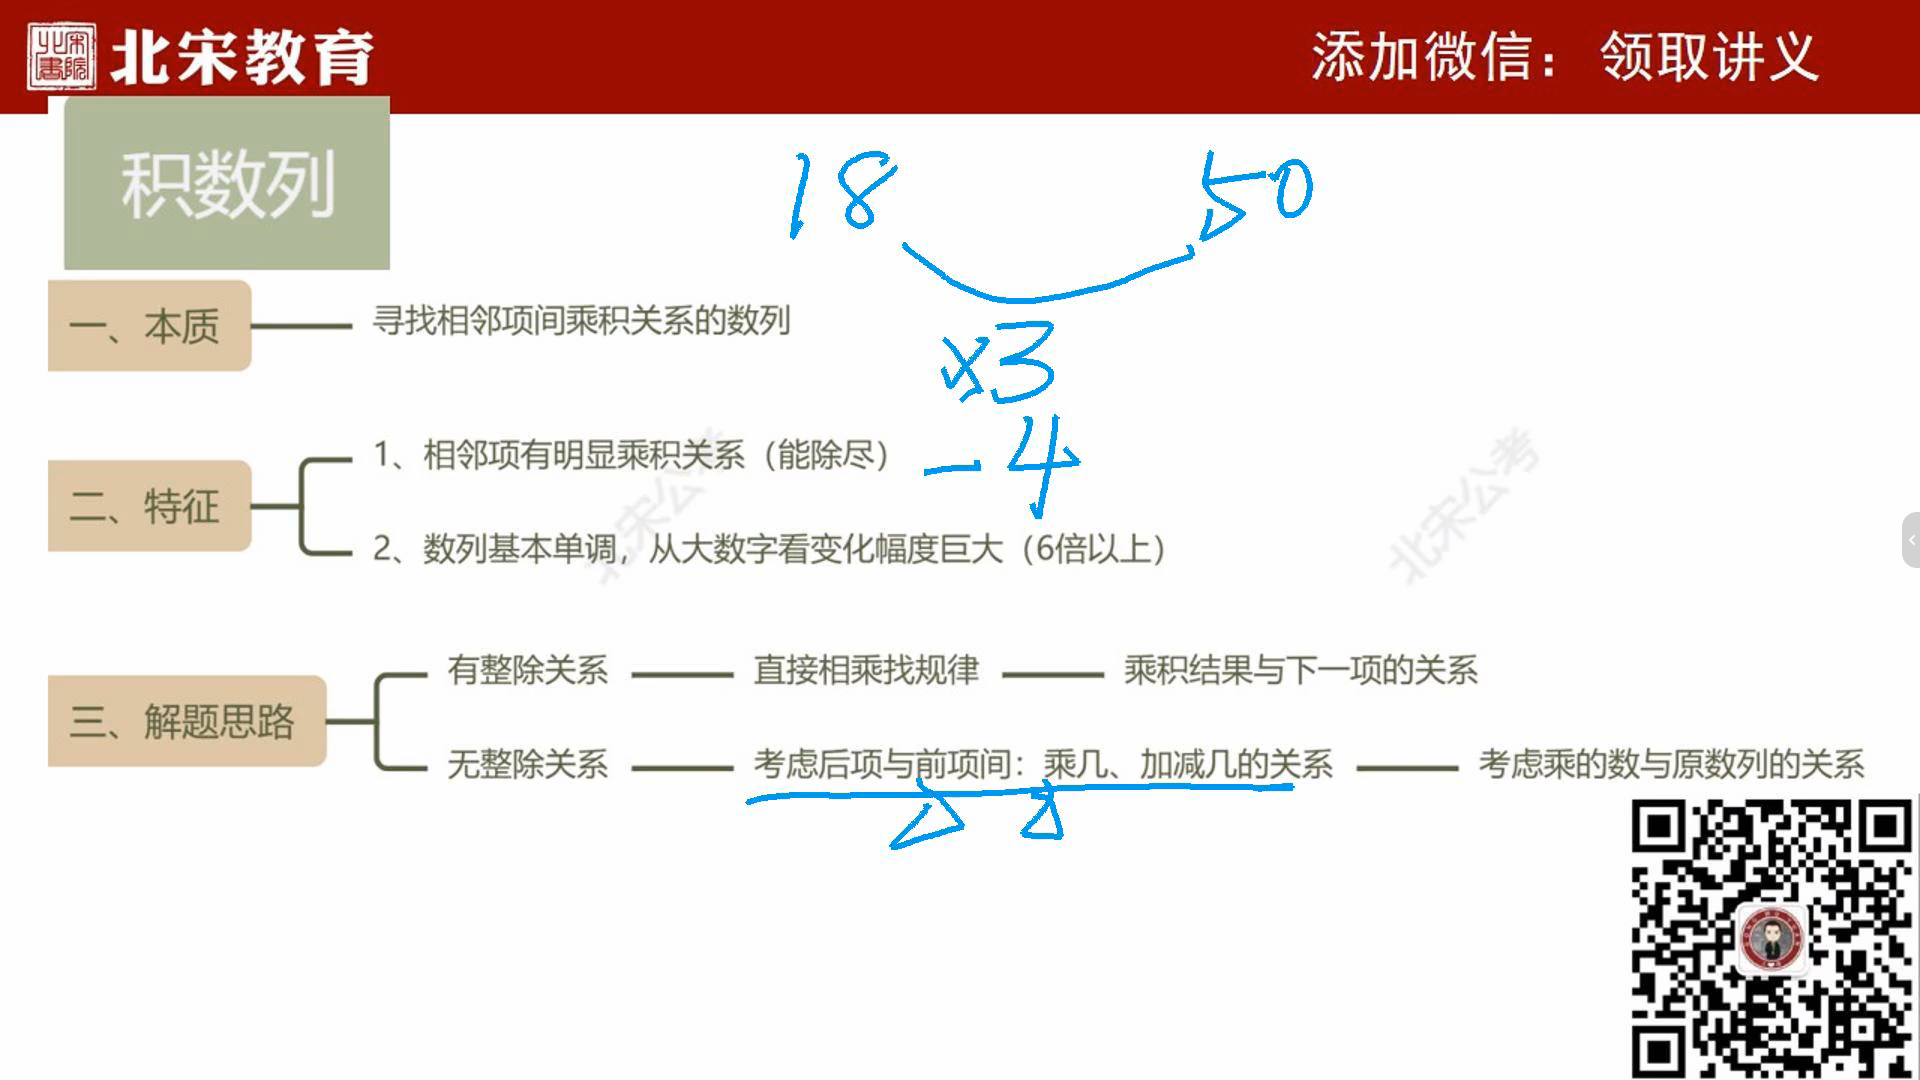 北宋教育
添加微信：领取讲义
积数列
18 50
×3
-4
一、本质
寻找相邻项间乘积关系的数列
二、特征
1、相邻项有明显乘积关系（能除尽）
2、数列基本单调，从大数字看变化幅度巨大（6倍以上）
北宋公考
北宋公考
三、解题思路
有整除关系 直接相乘找规律 乘积结果与下一项的关系
无整除关系 考虑后项与前项间：乘几、加减几的关系 考虑乘的数与原数列的关系